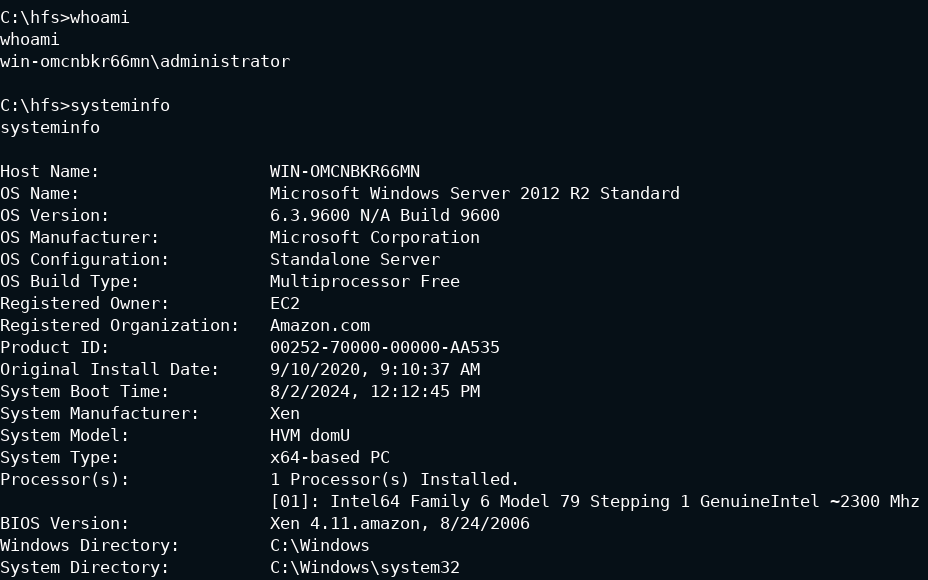 C:\hfs>whoami
whoami
win-omcnbkr66mn\administrator
C:\hfs>systeminfo
systeminfo
Host Name: WIN-OMCNBKR66MN
OS Name: Microsoft Windows Server 2012 R2 Standard
OS Version: 6.3.9600 N/A Build 9600
OS Manufacturer: Microsoft Corporation
OS Configuration: Standalone Server
OS Build Type: Multiprocessor Free
Registered Owner: EC2
Registered Organization: Amazon.com
Product ID: 00252-70000-00000-AA535
Original Install Date: 9/10/2020, 9:10:37 AM
System Boot Time: 8/2/2024, 12:12:45 PM
System Manufacturer: Xen
System Model: HVM domU
System Type: x64-based PC
Processor(s): 1 Processor(s) Installed.
[01]: Intel64 Family 6 Model 79 Stepping 1 GenuineIntel ~2300 Mhz
BIOS Version: Xen 4.11.amazon, 8/24/2006
Windows Directory: C:\Windows
System Directory: C:\Windows\system32